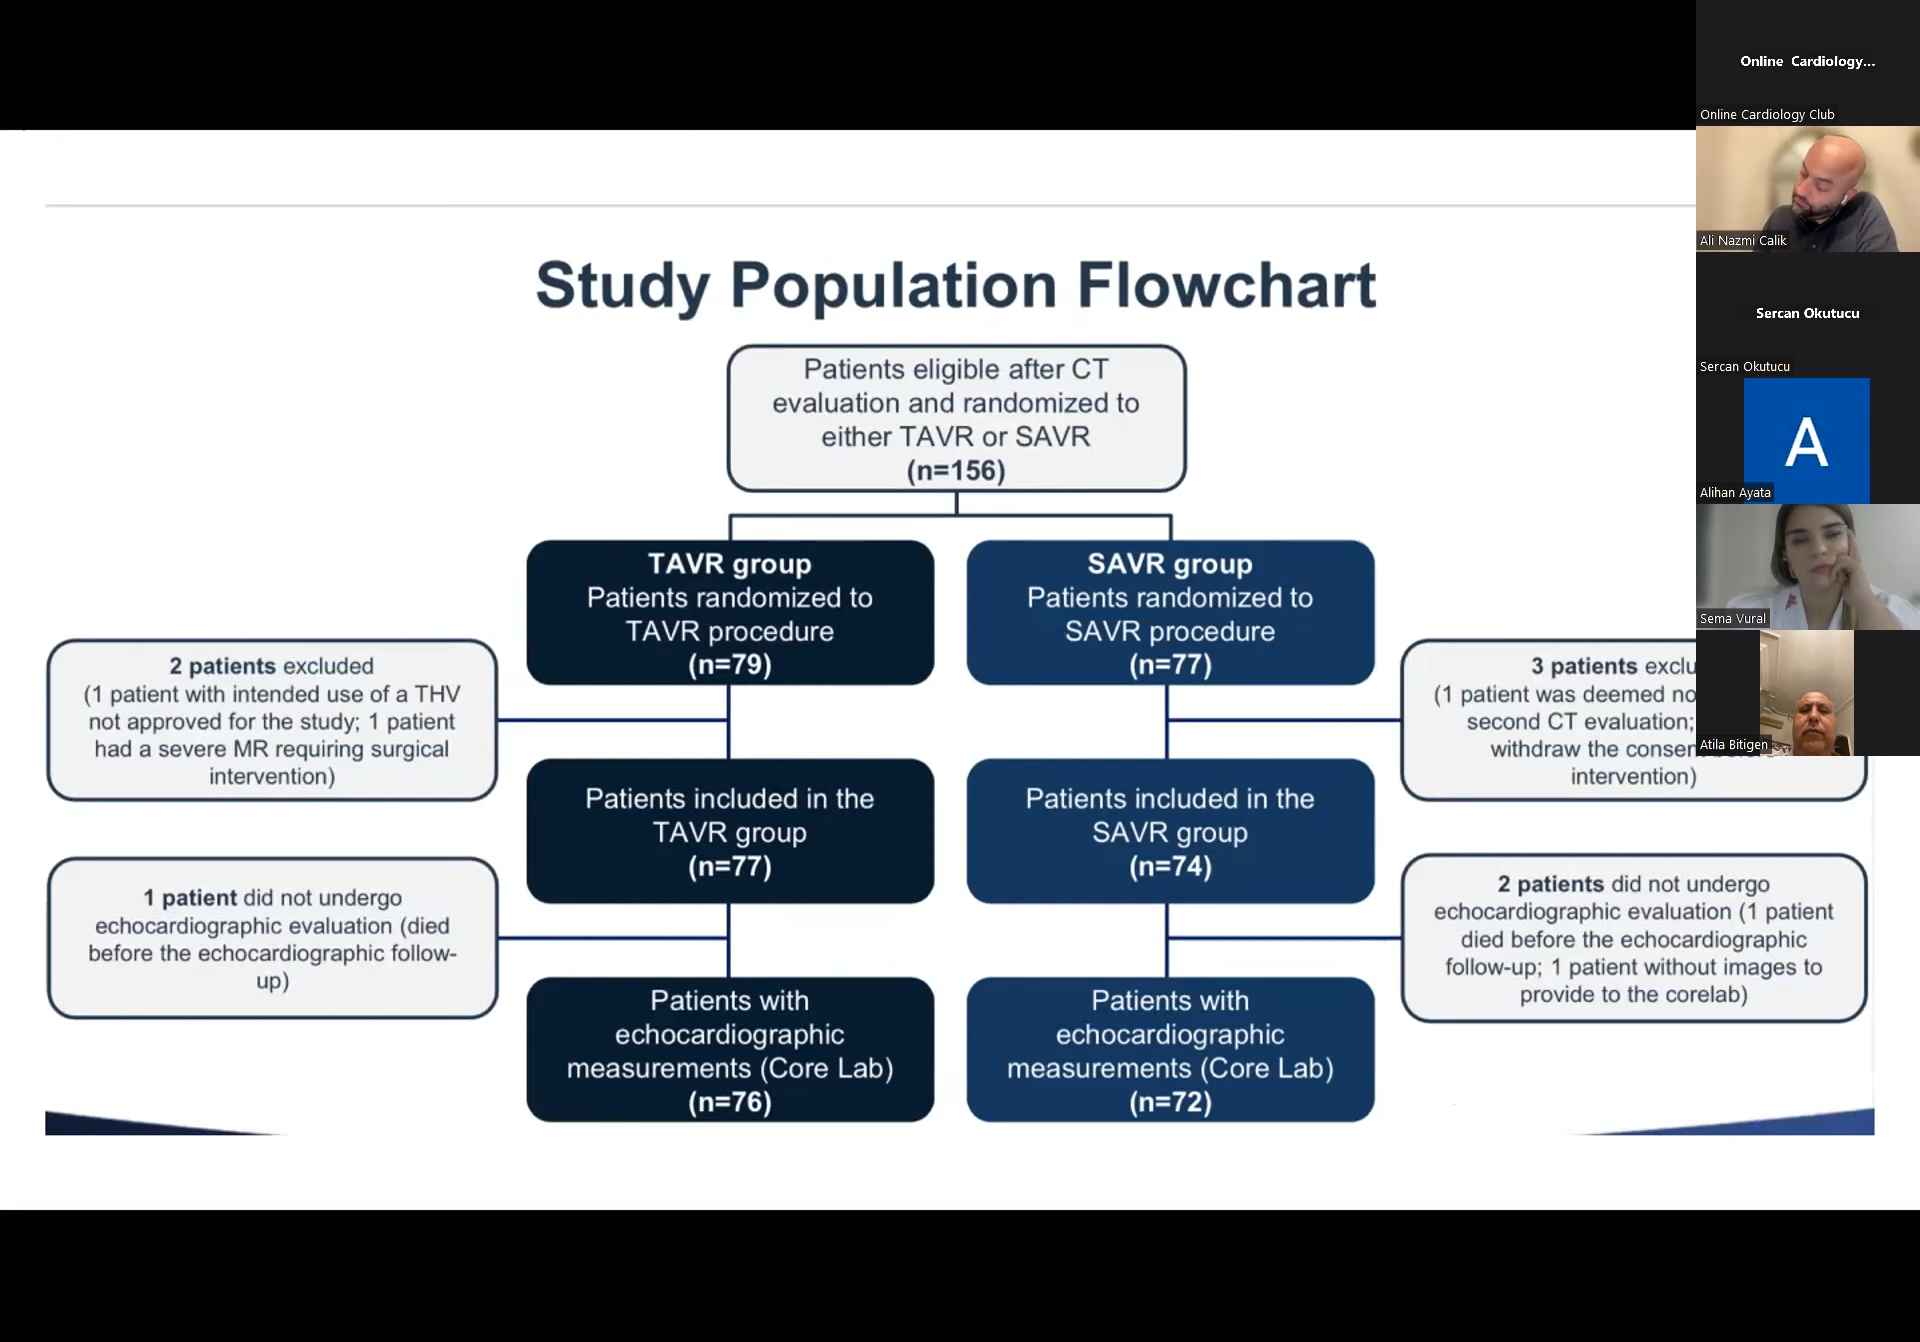 Study Population Flowchart
Patients eligible after CT
evaluation and randomized to
either TAVR or SAVR
(n=156)
TAVR group
Patients randomized to
TAVR procedure
(n=79)
SAVR group
Patients randomized to
SAVR procedure
(n=77)
2 patients excluded
(1 patient with intended use of a THV
not approved for the study; 1 patient
had a severe MR requiring surgical
intervention)
3 patients exclu
(1 patient was deemed no
second CT evaluation;
withdraw the consen
intervention)
Patients included in the
TAVR group
(n=77)
Patients included in the
SAVR group
(n=74)
1 patient did not undergo
echocardiographic evaluation (died
before the echocardiographic follow-
up)
2 patients did not undergo
echocardiographic evaluation (1 patient
died before the echocardiographic
follow-up; 1 patient without images to
provide to the corelab)
Patients with
echocardiographic
measurements (Core Lab)
(n=76)
Patients with
echocardiographic
measurements (Core Lab)
(n=72)
Online Cardiology...
Online Cardiology Club
Ali Nazmi Calik
Sercan Okutucu
Sercan Okutucu
A
Alihan Ayata
Sema Vural
Atila Bitigen